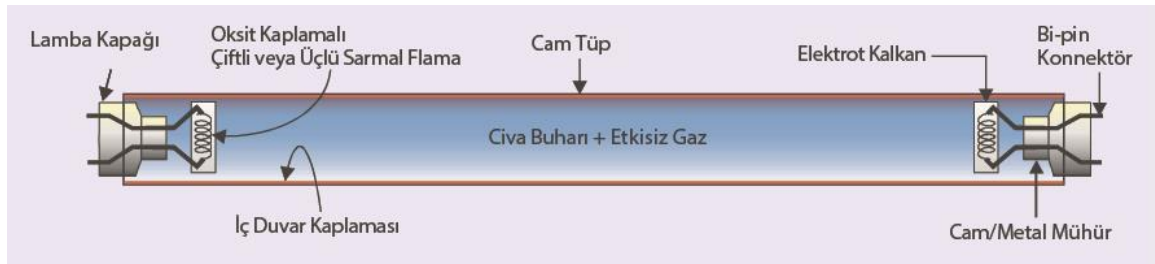 Lamba Kapağı
Oksit Kaplamalı
Çiftli veya Üçlü Sarmal Flama
Cam Tüp
Elektrot Kalkan
Bi-pin
Konnektör
Civa Buharı + Etkisiz Gaz
İç Duvar Kaplaması
Cam/Metal Mühür